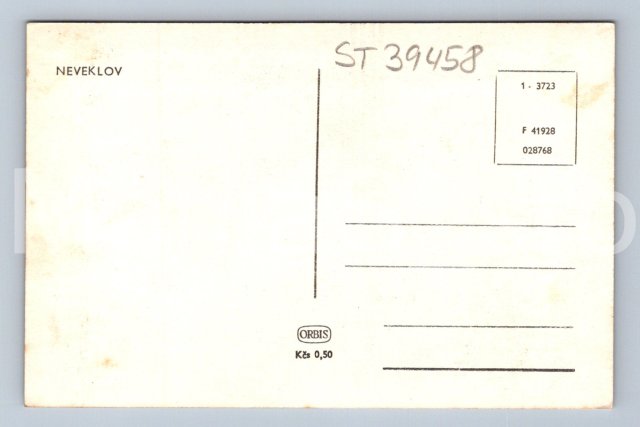 NEVEKLOV
ST 39458
1 - 3723
F 41928
028768
ORBIS
Kčs 0,50